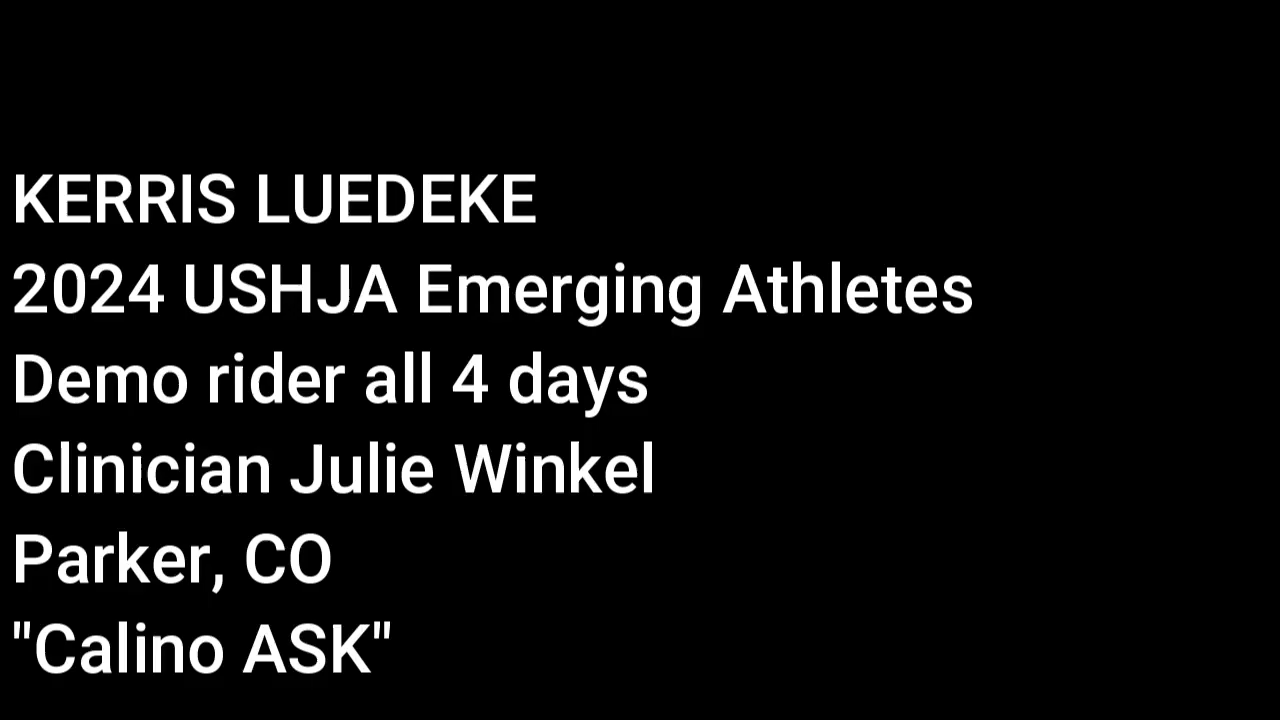 KERRIS LUEDEKE
2024 USHJA Emerging Athletes
Demo rider all 4 days
Clinician Julie Winkel
Parker, CO
"Calino ASK"